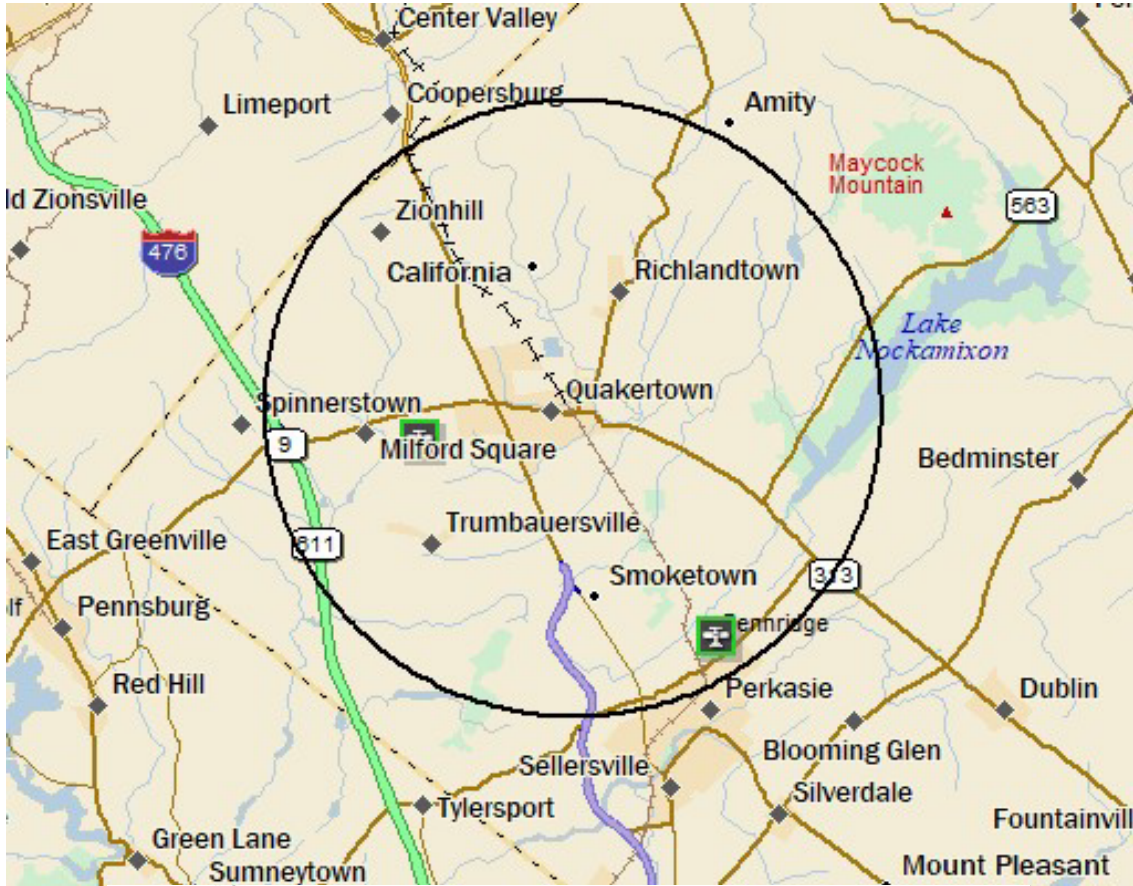 Center Valley
Limeport
Coopersburg
Amity
Maycock
Mountain
ld Zionsville
Zionhill
563
476
California
Richlandtown
Lake
Nockamixon
Spinnerstown
Quakertown
9
Milford Square
Bedminster
East Greenville
611
Trumbauersville
Smoketown
313
Pennsburg
olf
Pennridge
Red Hill
Perkasie
Dublin
Blooming Glen
Sellersville
Silverdale
Tylersport
Fountainvill
Green Lane
Sumneytown
Mount Pleasant